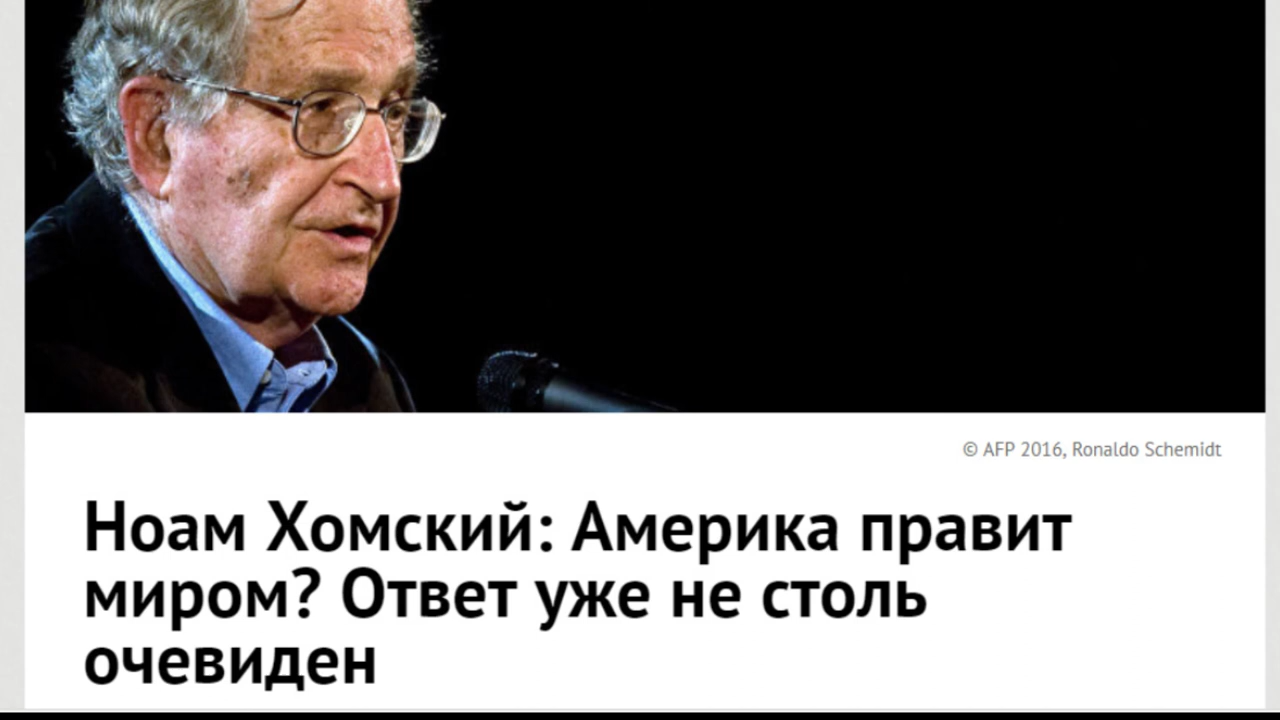 © AFP 2016, Ronaldo Schemidt
Ноам Хомский: Америка правит
миром? Ответ уже не столь
очевиден